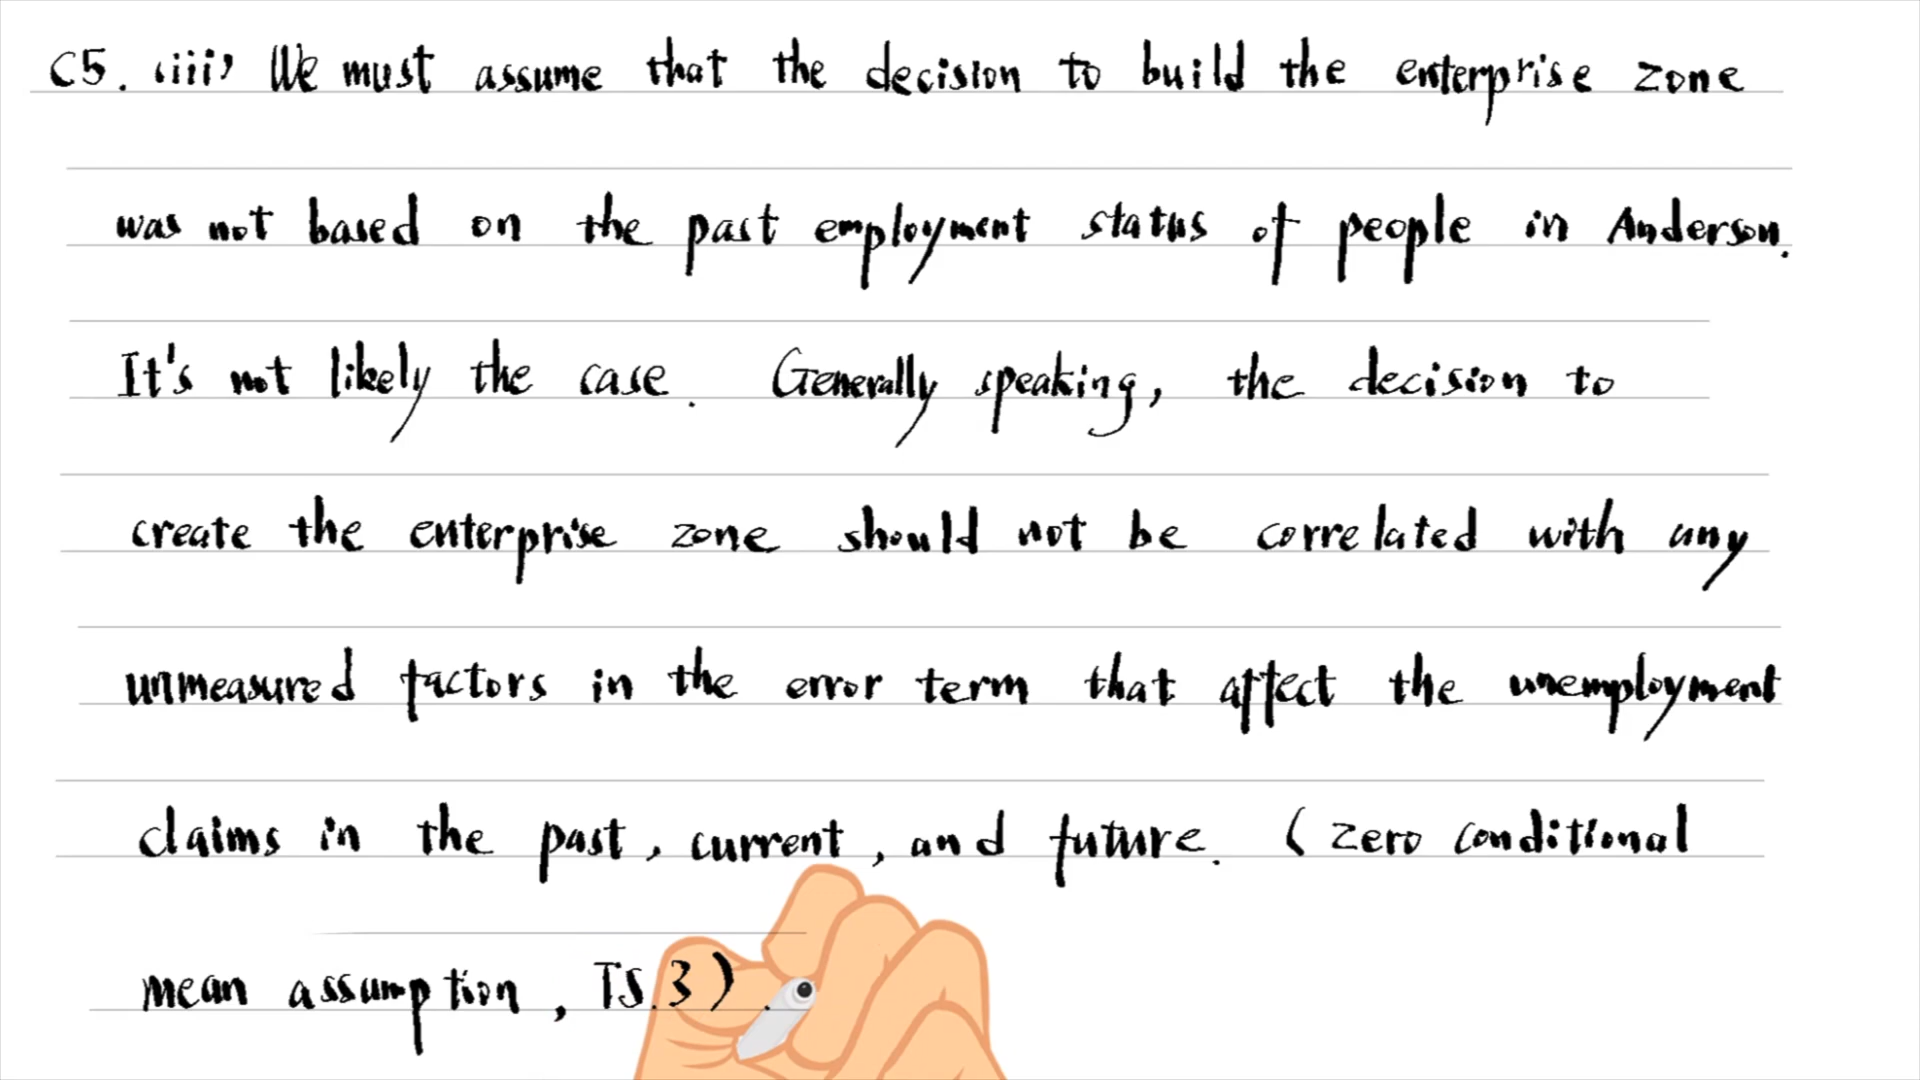 C5. (iii) We must assume that the decision to build the enterprise zone
was not based on the past employment status of people in Anderson.
It's not likely the case. Generally speaking, the decision to
create the enterprise zone should not be correlated with any
unmeasured factors in the error term that affect the unemployment
claims in the past, current, and future. (zero conditional
mean assumption, TS.3).